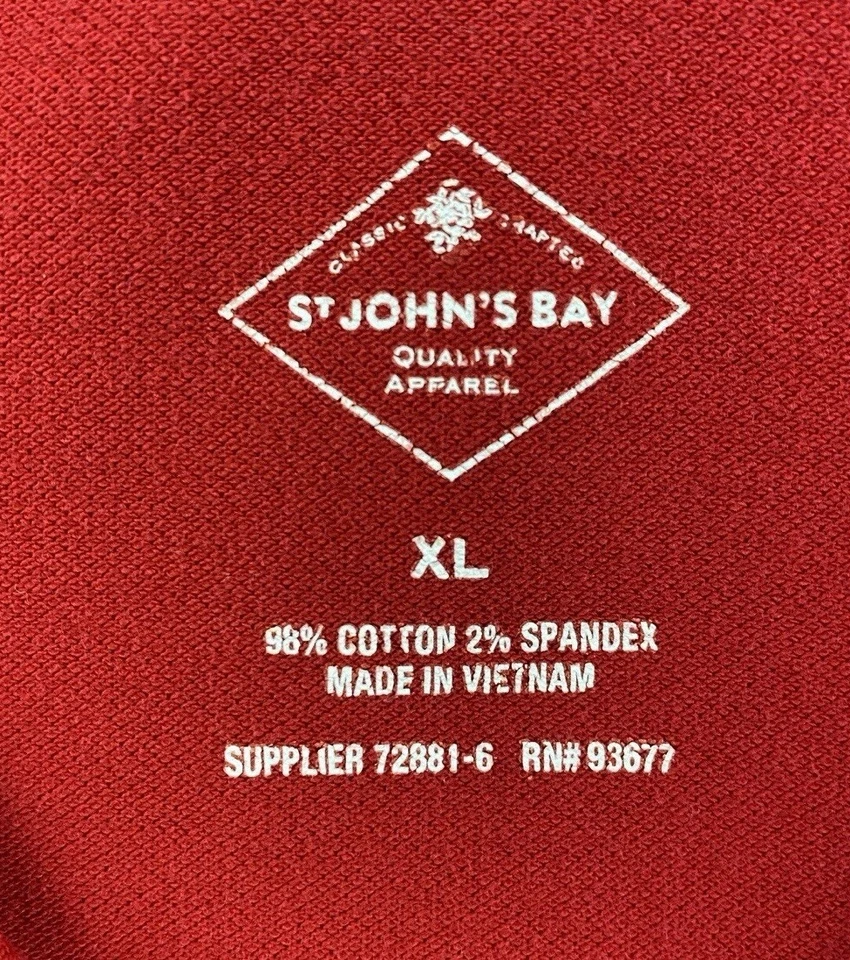 CLASSIC CRAFTED
ST JOHN'S BAY
QUALITY
APPAREL
XL
98% COTTON 2% SPANDEX
MADE IN VIETNAM
SUPPLIER 72881-6 RN# 93677